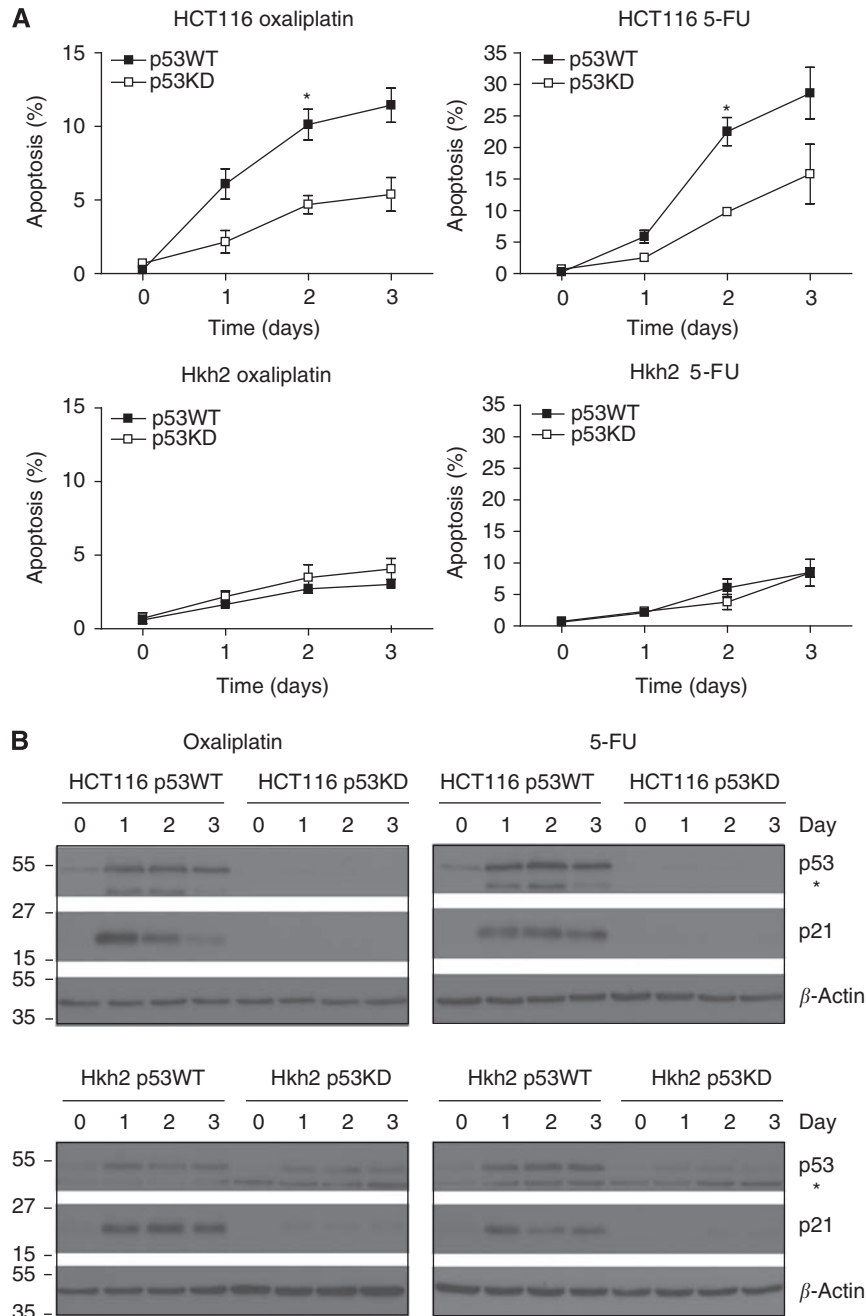 A
HCT116 oxaliplatin
15
10
5
0
Apoptosis (%)
p53WT
p53KD
*
0 1 2 3
Time (days)
HCT116 5-FU
35
30
25
20
15
10
5
0
Apoptosis (%)
p53WT
p53KD
*
0 1 2 3
Time (days)
Hkh2 oxaliplatin
15
10
5
0
Apoptosis (%)
p53WT
p53KD
0 1 2 3
Time (days)
Hkh2 5-FU
35
30
25
20
15
10
5
0
Apoptosis (%)
p53WT
p53KD
0 1 2 3
Time (days)
B
Oxaliplatin 5-FU
HCT116 p53WT HCT116 p53KD HCT116 p53WT HCT116 p53KD
0 1 2 3 0 1 2 3 0 1 2 3 0 1 2 3 Day
55 – p53
*
27 –
p21
15 –
55 –
β-Actin
35 –
Hkh2 p53WT Hkh2 p53KD Hkh2 p53WT Hkh2 p53KD
0 1 2 3 0 1 2 3 0 1 2 3 0 1 2 3 Day
55 – p53
*
27 –
p21
15 –
55 –
β-Actin
35 –